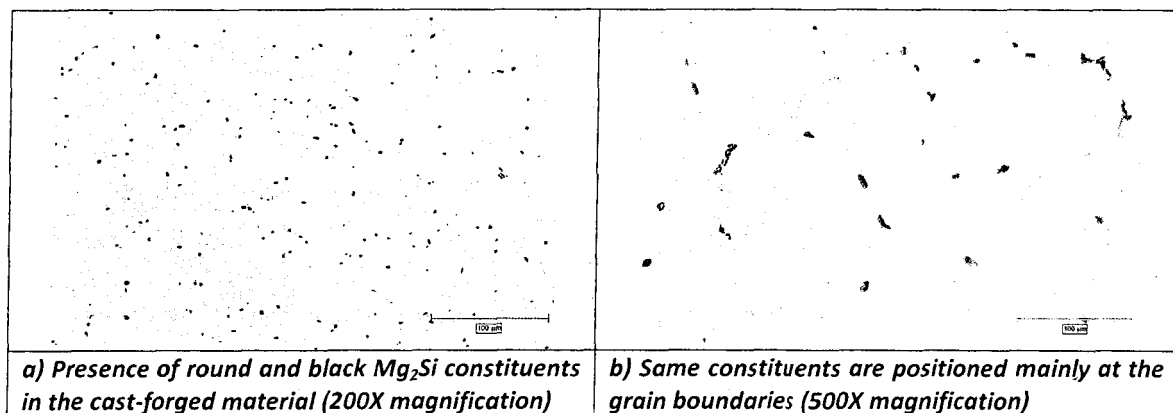 100 µm
100 µm
a) Presence of round and black Mg₂Si constituents
in the cast-forged material (200X magnification)
b) Same constituents are positioned mainly at the
grain boundaries (500X magnification)